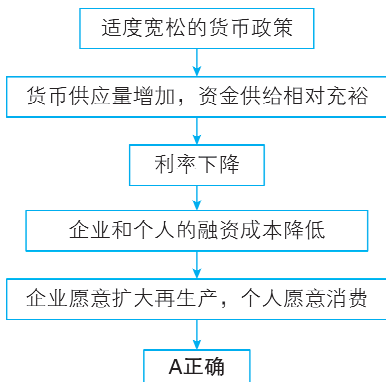 适度宽松的货币政策
货币供应量增加，资金供给相对充裕
利率下降
企业和个人的融资成本降低
企业愿意扩大再生产，个人愿意消费
A正确